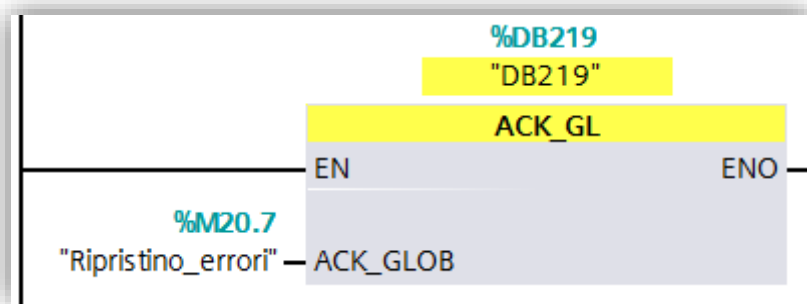 %DB219
"DB219"
ACK_GL
EN ENO
%M20.7
"Ripristino_errori" ACK_GLOB